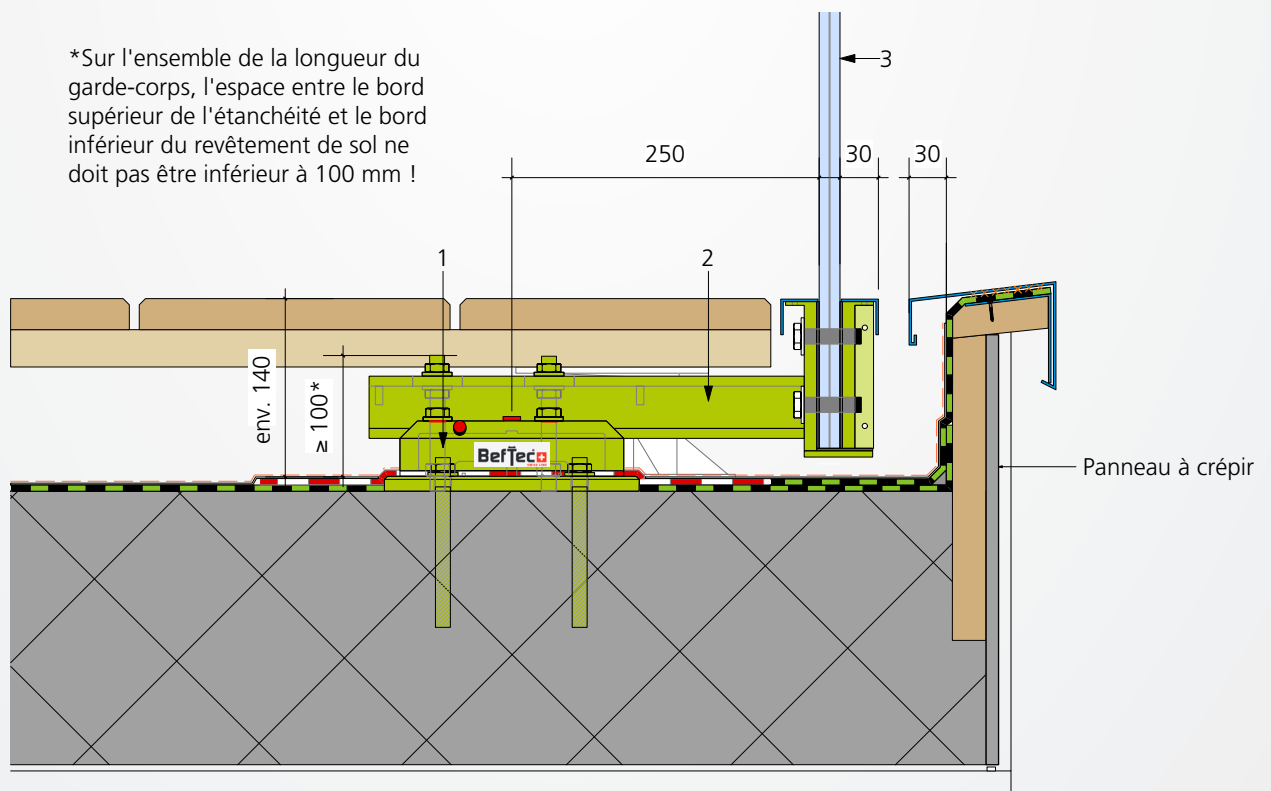 *Sur l'ensemble de la longueur du
garde-corps, l'espace entre le bord
supérieur de l'étanchéité et le bord
inférieur du revêtement de sol ne
doit pas être inférieur à 100 mm !
3
250
30
30
1
2
env. 140
≥ 100*
BefTec
Panneau à crépir